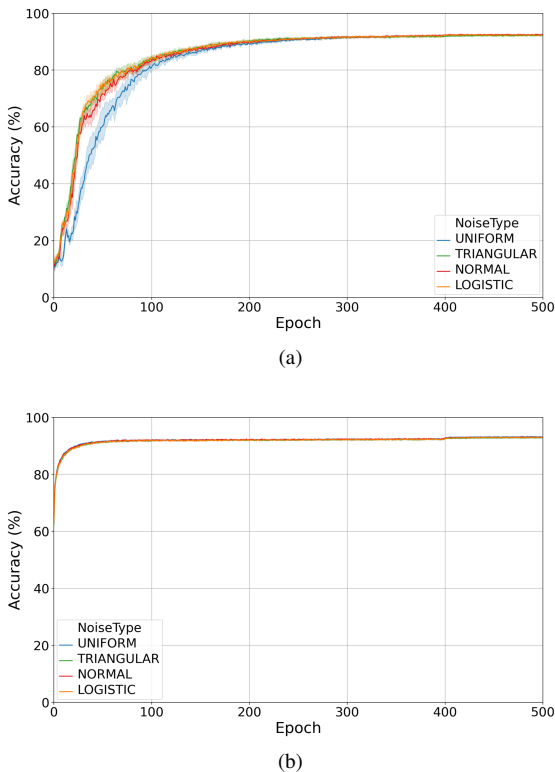 100
80
60
40
20
0
Accuracy (%)
NoiseType
UNIFORM
TRIANGULAR
NORMAL
LOGISTIC
0 100 200 300 400 500
Epoch
(a)
100
80
60
40
20
0
Accuracy (%)
NoiseType
UNIFORM
TRIANGULAR
NORMAL
LOGISTIC
0 100 200 300 400 500
Epoch
(b)